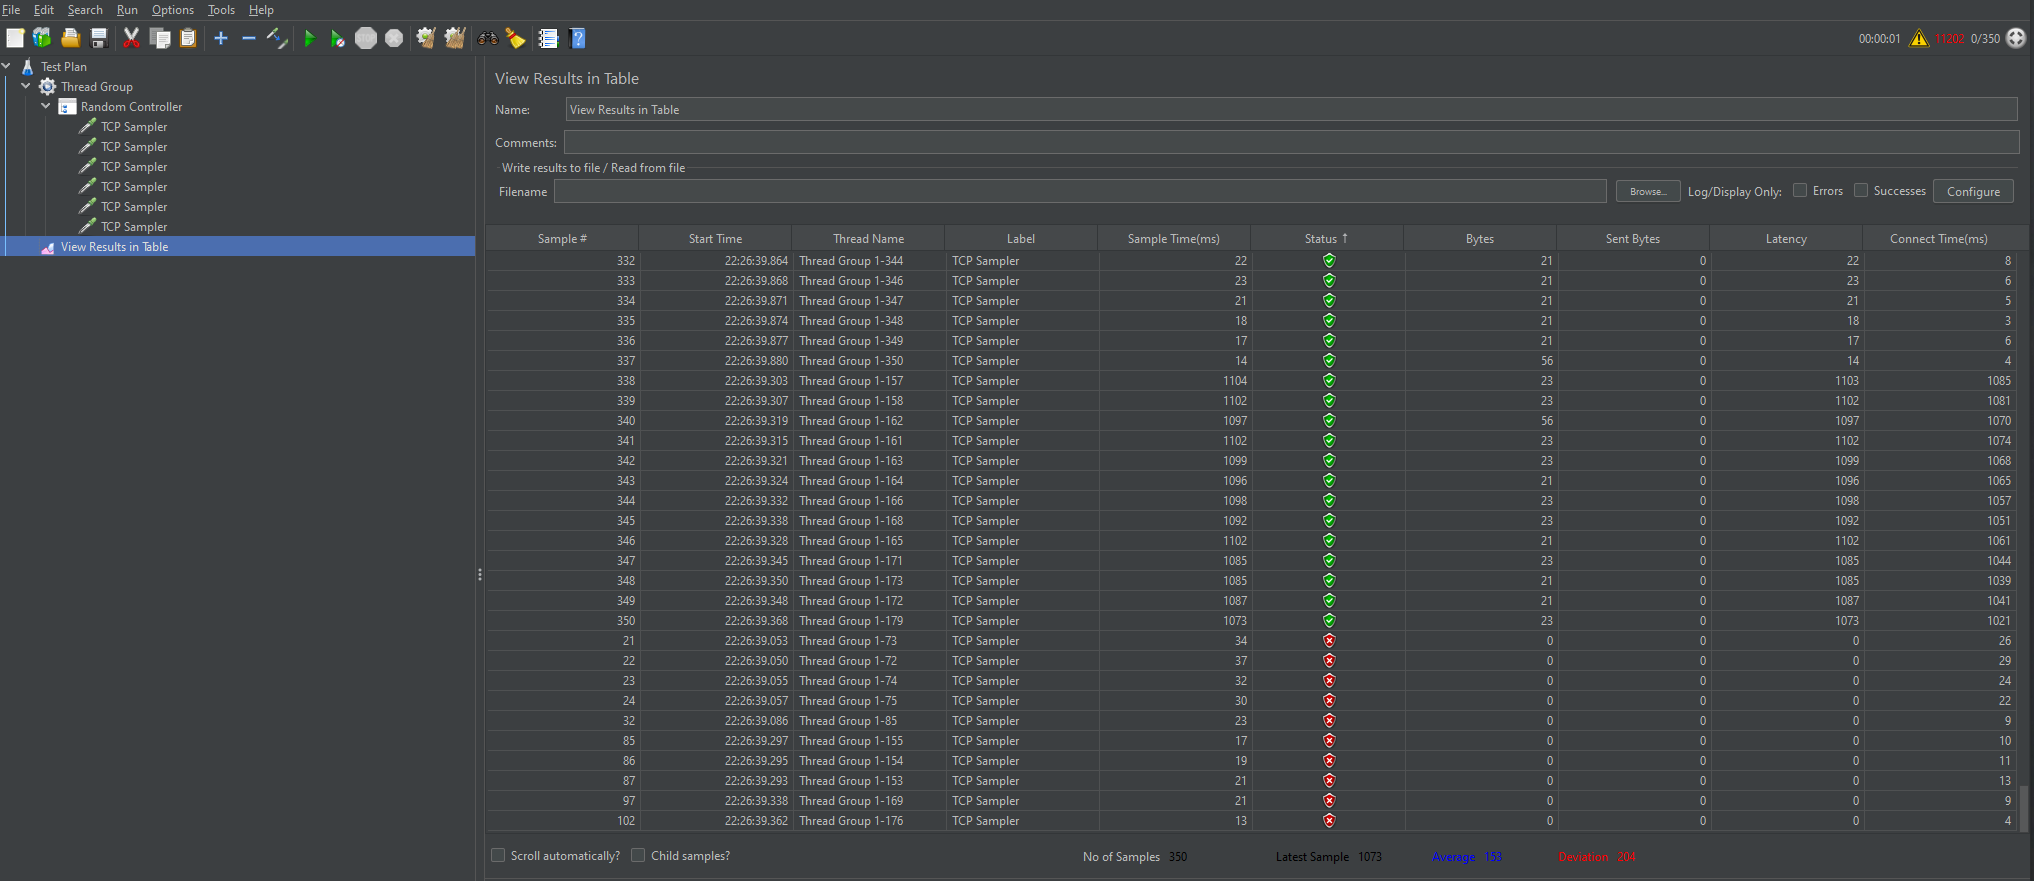 File Edit Search Run Options Tools Help
00:00:01 11202 0/350
Test Plan
Thread Group
Random Controller
TCP Sampler
TCP Sampler
TCP Sampler
TCP Sampler
TCP Sampler
TCP Sampler
View Results in Table
View Results in Table
Name: View Results in Table
Comments:
Write results to file / Read from file
Filename Browse... Log/Display Only: Errors Successes Configure
Sample # Start Time Thread Name Label Sample Time(ms) Status ↑ Bytes Sent Bytes Latency Connect Time(ms)
332 22:26:39.864 Thread Group 1-344 TCP Sampler 22 21 0 22 8
333 22:26:39.868 Thread Group 1-346 TCP Sampler 23 21 0 23 6
334 22:26:39.871 Thread Group 1-347 TCP Sampler 21 21 0 21 5
335 22:26:39.874 Thread Group 1-348 TCP Sampler 18 21 0 18 3
336 22:26:39.877 Thread Group 1-349 TCP Sampler 17 21 0 17 6
337 22:26:39.880 Thread Group 1-350 TCP Sampler 14 56 0 14 4
338 22:26:39.303 Thread Group 1-157 TCP Sampler 1104 23 0 1103 1085
339 22:26:39.307 Thread Group 1-158 TCP Sampler 1102 23 0 1102 1081
340 22:26:39.319 Thread Group 1-162 TCP Sampler 1097 56 0 1097 1070
341 22:26:39.315 Thread Group 1-161 TCP Sampler 1102 23 0 1102 1074
342 22:26:39.321 Thread Group 1-163 TCP Sampler 1099 23 0 1099 1068
343 22:26:39.324 Thread Group 1-164 TCP Sampler 1096 21 0 1096 1065
344 22:26:39.332 Thread Group 1-166 TCP Sampler 1098 23 0 1098 1057
345 22:26:39.338 Thread Group 1-168 TCP Sampler 1092 23 0 1092 1051
346 22:26:39.328 Thread Group 1-165 TCP Sampler 1102 21 0 1102 1061
347 22:26:39.345 Thread Group 1-171 TCP Sampler 1085 23 0 1085 1044
348 22:26:39.350 Thread Group 1-173 TCP Sampler 1085 21 0 1085 1039
349 22:26:39.348 Thread Group 1-172 TCP Sampler 1087 21 0 1087 1041
350 22:26:39.368 Thread Group 1-179 TCP Sampler 1073 23 0 1073 1021
21 22:26:39.053 Thread Group 1-73 TCP Sampler 34 0 0 0 26
22 22:26:39.050 Thread Group 1-72 TCP Sampler 37 0 0 0 29
23 22:26:39.055 Thread Group 1-74 TCP Sampler 32 0 0 0 24
24 22:26:39.057 Thread Group 1-75 TCP Sampler 30 0 0 0 22
32 22:26:39.086 Thread Group 1-85 TCP Sampler 23 0 0 0 9
85 22:26:39.297 Thread Group 1-155 TCP Sampler 17 0 0 0 10
86 22:26:39.295 Thread Group 1-154 TCP Sampler 19 0 0 0 11
87 22:26:39.293 Thread Group 1-153 TCP Sampler 21 0 0 0 13
97 22:26:39.338 Thread Group 1-169 TCP Sampler 21 0 0 0 9
102 22:26:39.362 Thread Group 1-176 TCP Sampler 13 0 0 0 4
Scroll automatically? Child samples? No of Samples 350 Latest Sample 1073 Average 153 Deviation 204